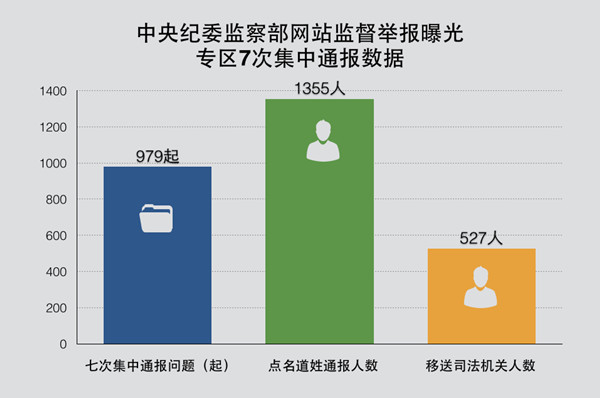 中央纪委监察部网站监督举报曝光
专区7次集中通报数据
1400
1200
1000
800
600
400
200
0
979起
1355人
527人
七次集中通报问题（起）
点名道姓通报人数
移送司法机关人数